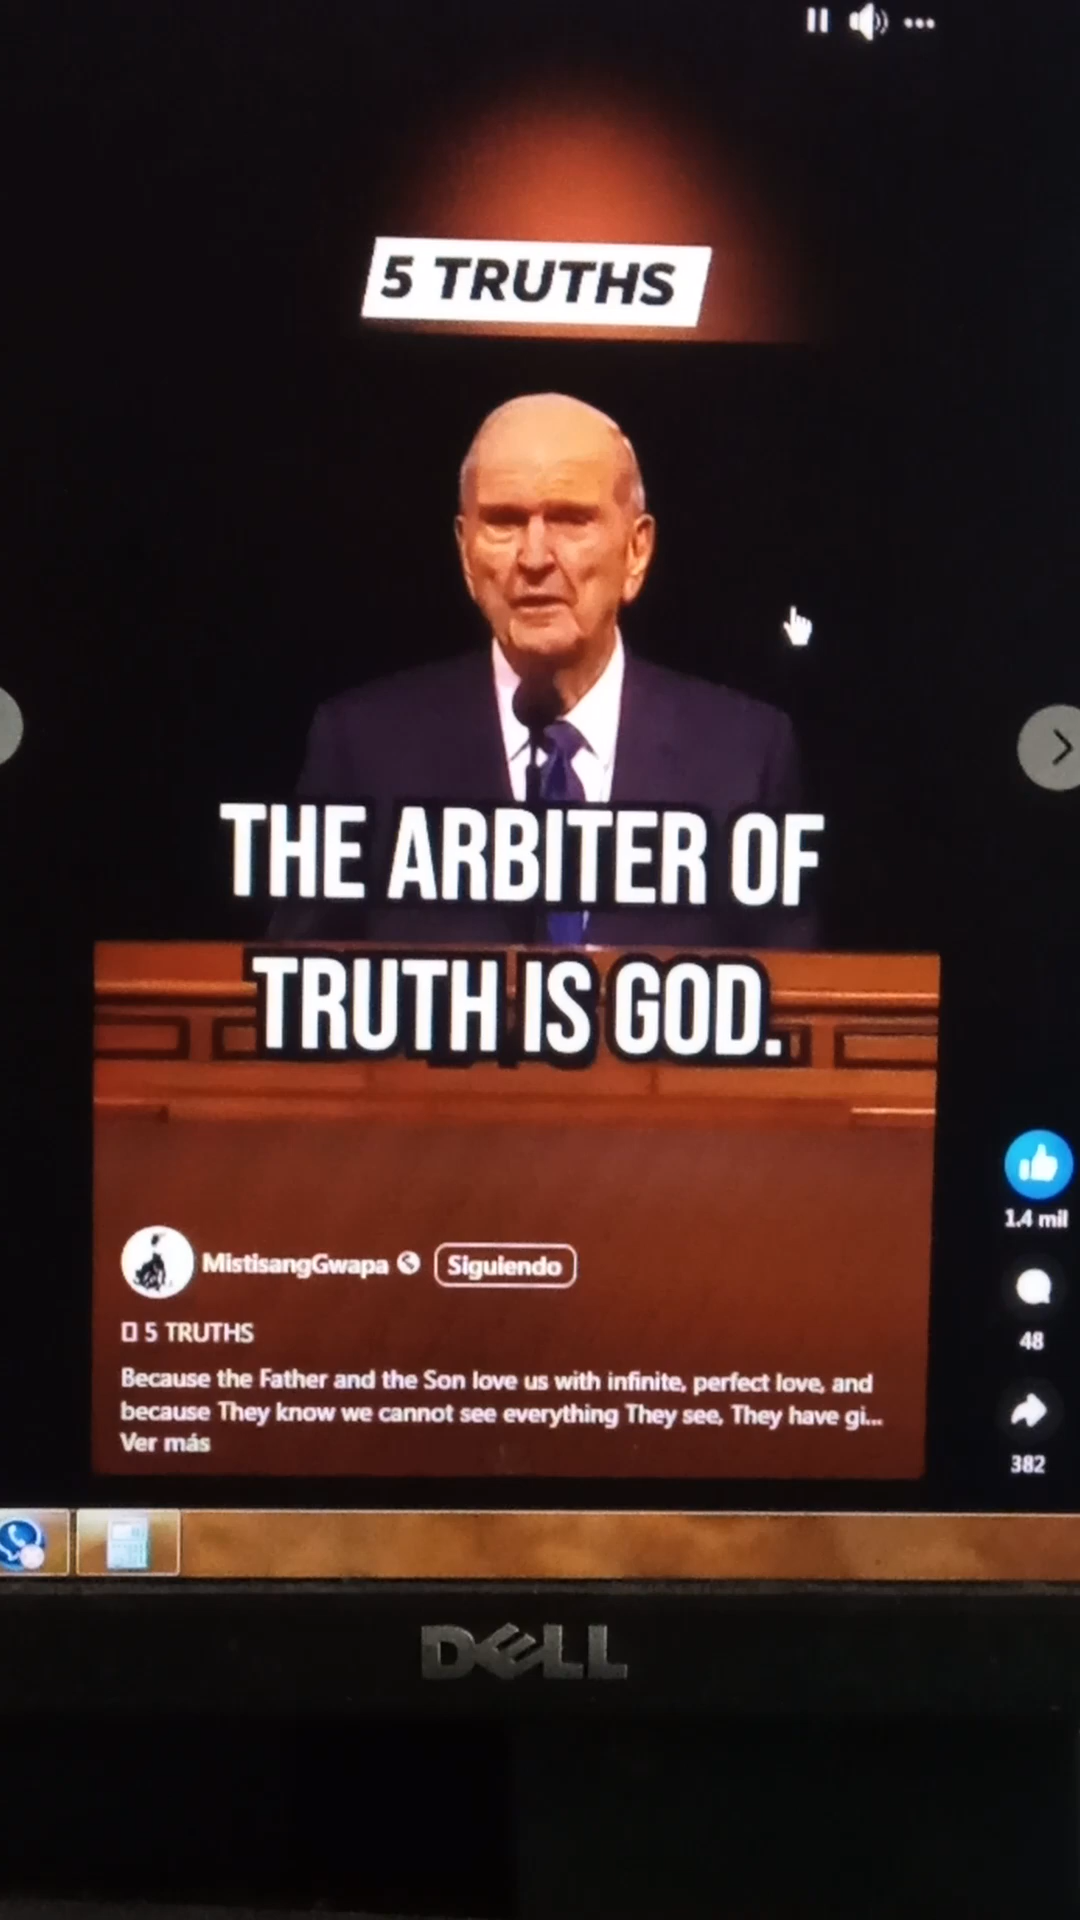 5 TRUTHS
THE ARBITER OF
TRUTH IS GOD.
MistisangGwapa
Siguiendo
5 TRUTHS
Because the Father and the Son love us with infinite, perfect love, and
because They know we cannot see everything They see, They have gi...
Ver más
1.4 mil
48
382
DELL